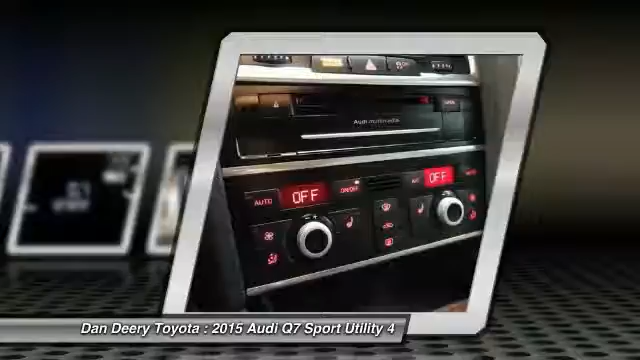 Audi multimedia
AUTO
OFF
ON/OFF
OFF
Dan Deery Toyota : 2015 Audi Q7 Sport Utility 4